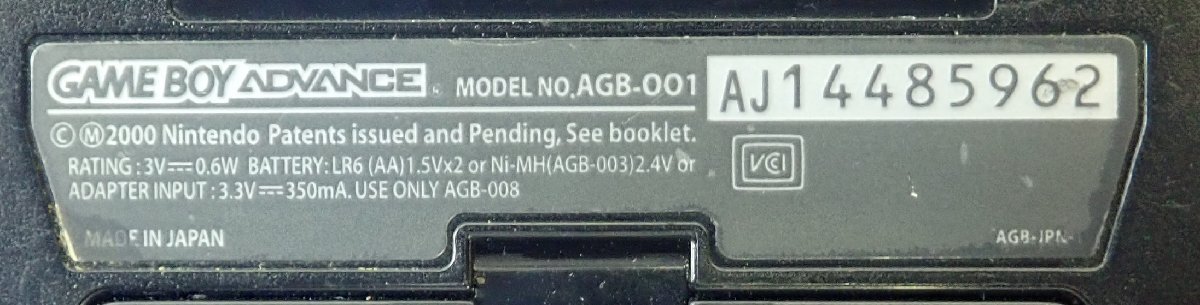 GAME BOY ADVANCE MODEL NO. AGB-001 AJ14485962
© Ⓜ 2000 Nintendo Patents issued and Pending, See booklet.
RATING : 3V⎓0.6W BATTERY: LR6 (AA)1.5Vx2 or Ni-MH(AGB-003)2.4V or
ADAPTER INPUT : 3.3V⎓350mA. USE ONLY AGB-008
VCI
MADE IN JAPAN
AGB-JPN-